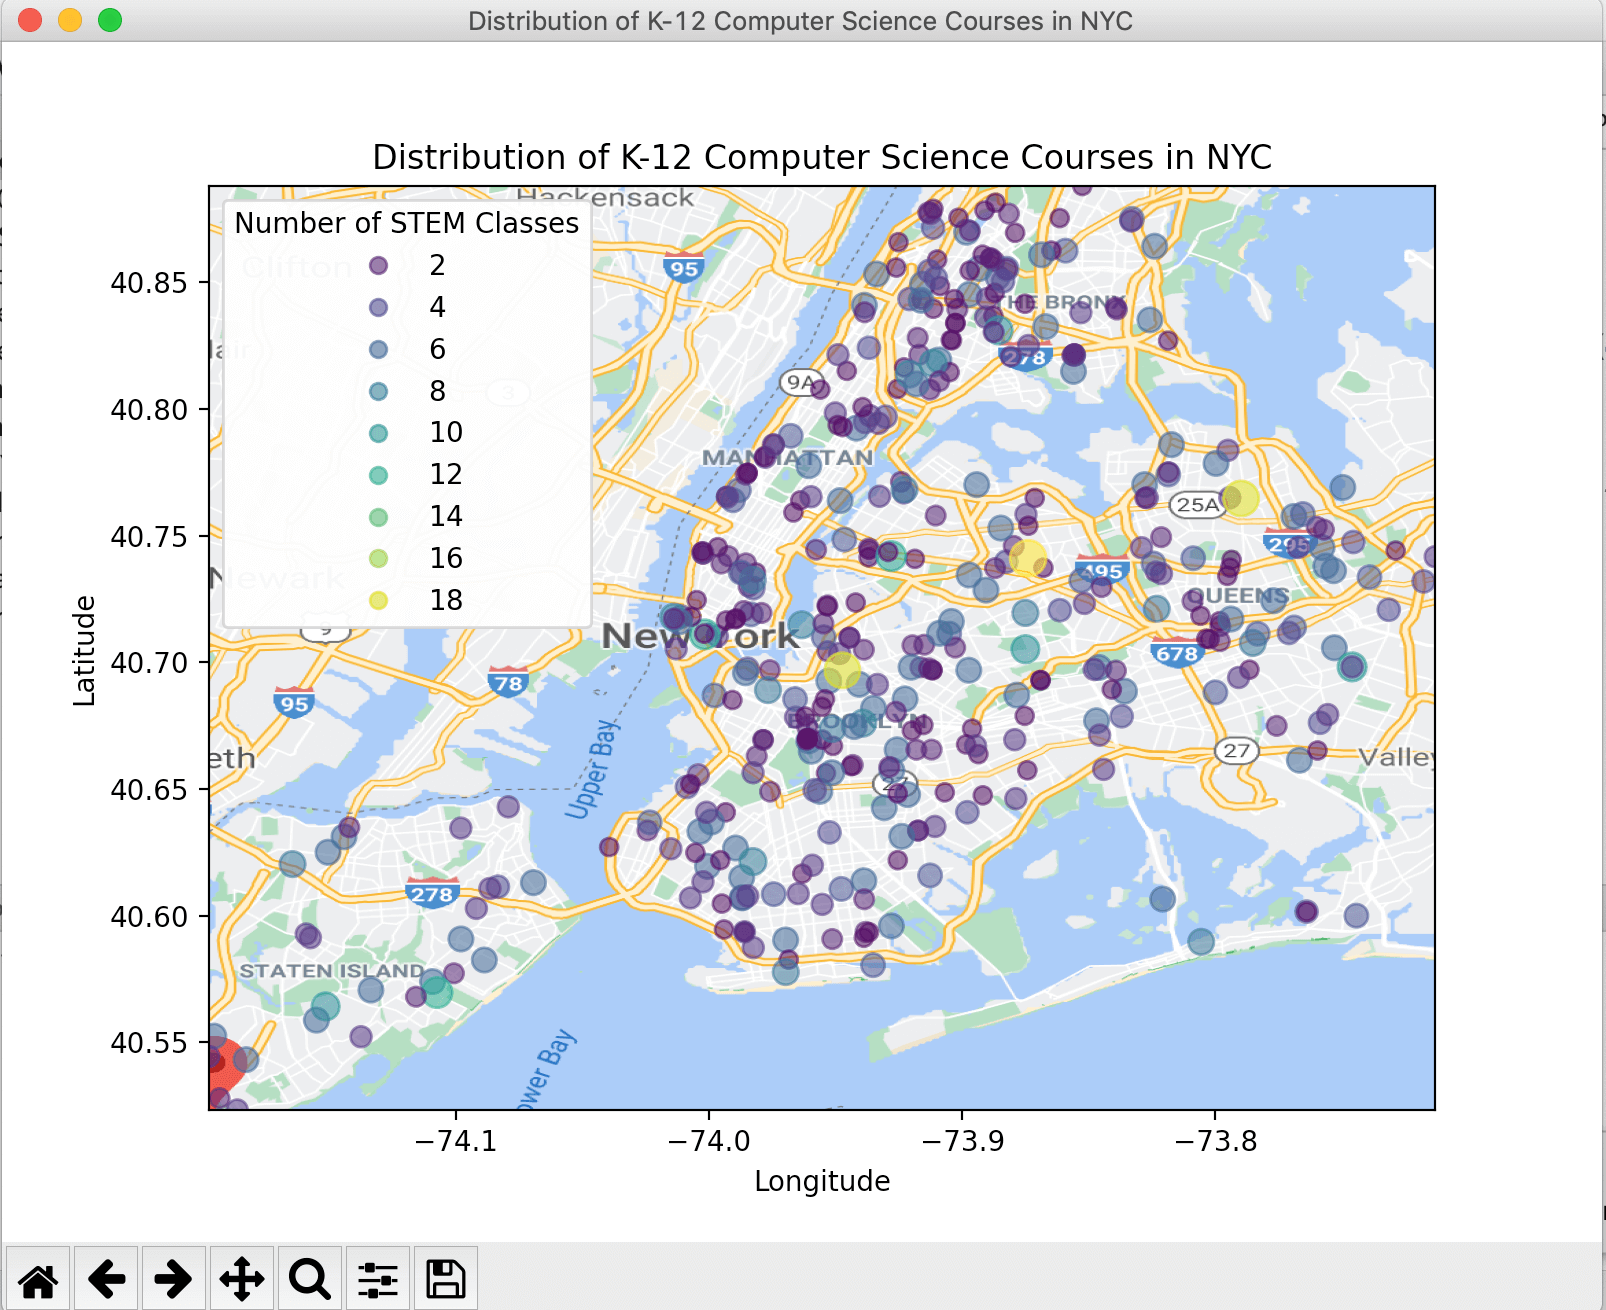 Distribution of K-12 Computer Science Courses in NYC
Distribution of K-12 Computer Science Courses in NYC
Hackensack
Number of STEM Classes
2
4
6
8
10
12
14
16
18
Clifton
Newark
3
9
95
9A
THE BRONX
278
MANHATTAN
25A
295
495
QUEENS
New York
678
78
95
BROOKLYN
27
27
Valley
eth
Upper Bay
278
STATEN ISLAND
ower Bay
Latitude
40.85
40.80
40.75
40.70
40.65
40.60
40.55
−74.1
−74.0
−73.9
−73.8
Longitude